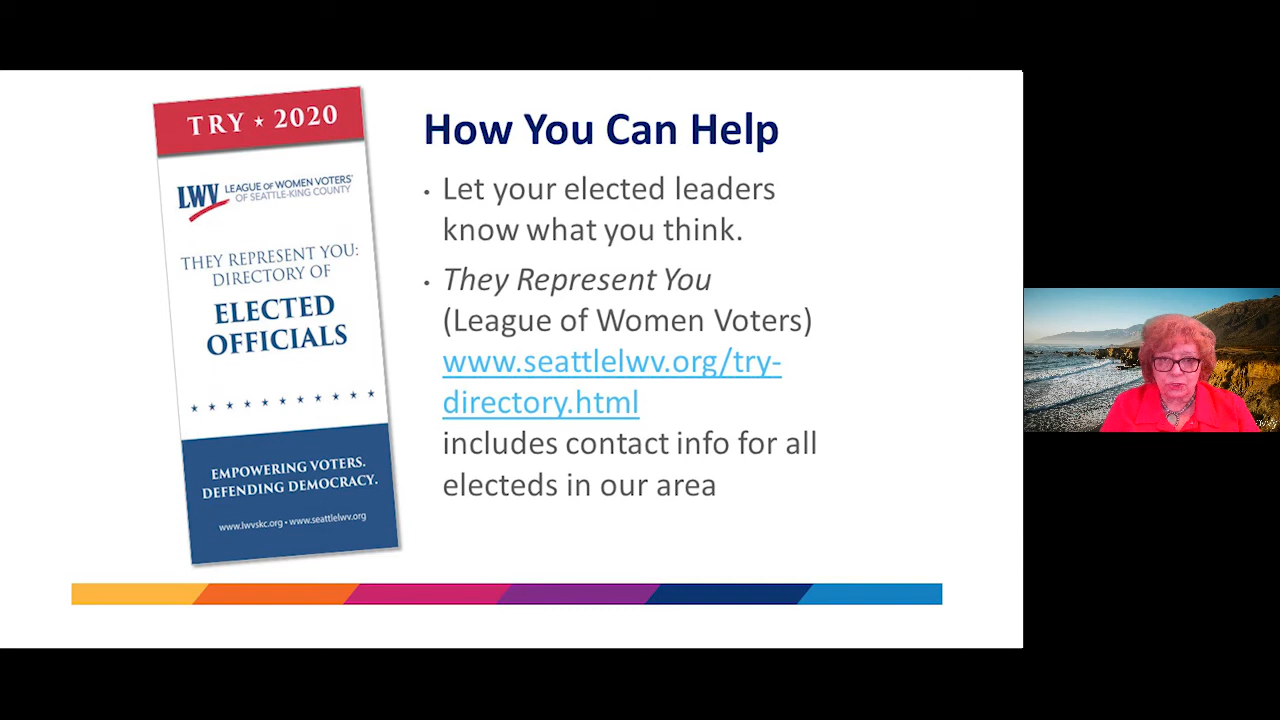 TRY ★ 2020
LWV LEAGUE OF WOMEN VOTERS®
OF SEATTLE-KING COUNTY
THEY REPRESENT YOU:
DIRECTORY OF
ELECTED
OFFICIALS
EMPOWERING VOTERS.
DEFENDING DEMOCRACY.
www.lwvskc.org • www.seattlelwv.org
How You Can Help
• Let your elected leaders
know what you think.
• They Represent You
(League of Women Voters)
www.seattlelwv.org/try-
directory.html
includes contact info for all
electeds in our area